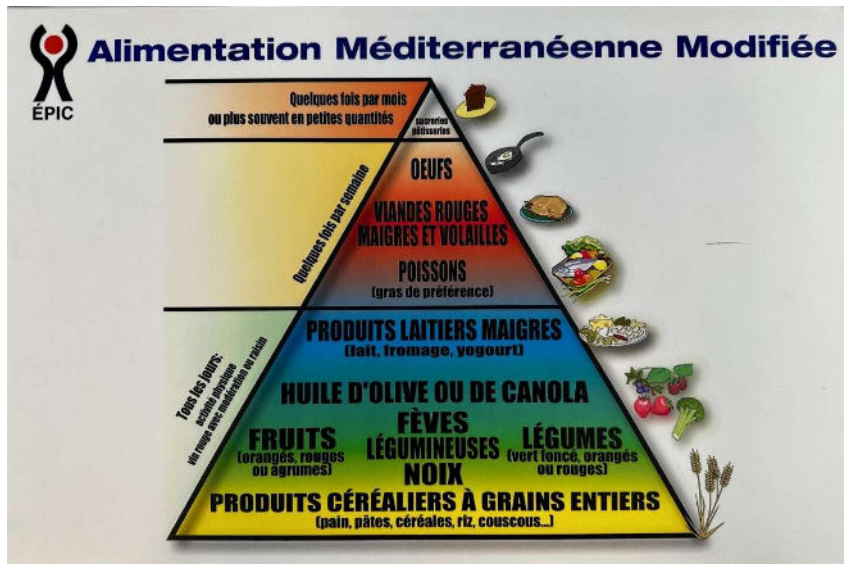 Alimentation Méditerranéenne Modifiée
ÉPIC
Quelques fois par mois
ou plus souvent en petites quantités
sucreries
pâtisseries
Quelques fois par semaine
OEUFS
VIANDES ROUGES
MAIGRES ET VOLAILLES
POISSONS
(gras de préférence)
Tous les jours:
activité physique
vin rouge avec modération ou raisin
PRODUITS LAITIERS MAIGRES
(lait, fromage, yogourt)
HUILE D'OLIVE OU DE CANOLA
FRUITS
(orangés, rouges
ou agrumes)
FÈVES
LÉGUMINEUSES
NOIX
LÉGUMES
(vert foncé, orangés
ou rouges)
PRODUITS CÉRÉALIERS À GRAINS ENTIERS
(pain, pâtes, céréales, riz, couscous...)